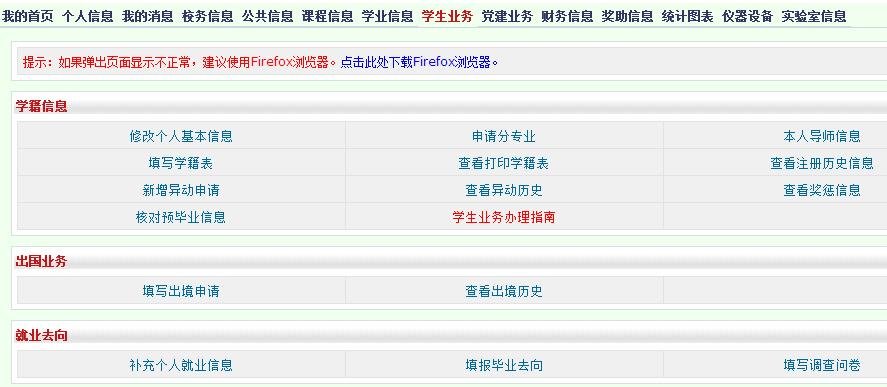 我的首页 个人信息 我的消息 校务信息 公共信息 课程信息 学业信息 学生业务 党建业务 财务信息 奖助信息 统计图表 仪器设备 实验室信息
提示：如果弹出页面显示不正常，建议使用Firefox浏览器。点击此处下载Firefox浏览器。
学籍信息
修改个人基本信息 申请分专业 本人导师信息
填写学籍表 查看打印学籍表 查看注册历史信息
新增异动申请 查看异动历史 查看奖惩信息
核对预毕业信息 学生业务办理指南
出国业务
填写出境申请 查看出境历史
就业去向
补充个人就业信息 填报毕业去向 填写调查问卷